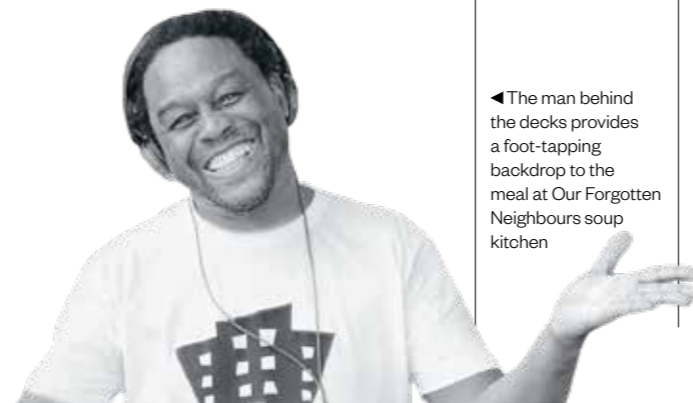 ◀ The man behind
the decks provides
a foot-tapping
backdrop to the
meal at Our Forgotten
Neighbours soup
kitchen